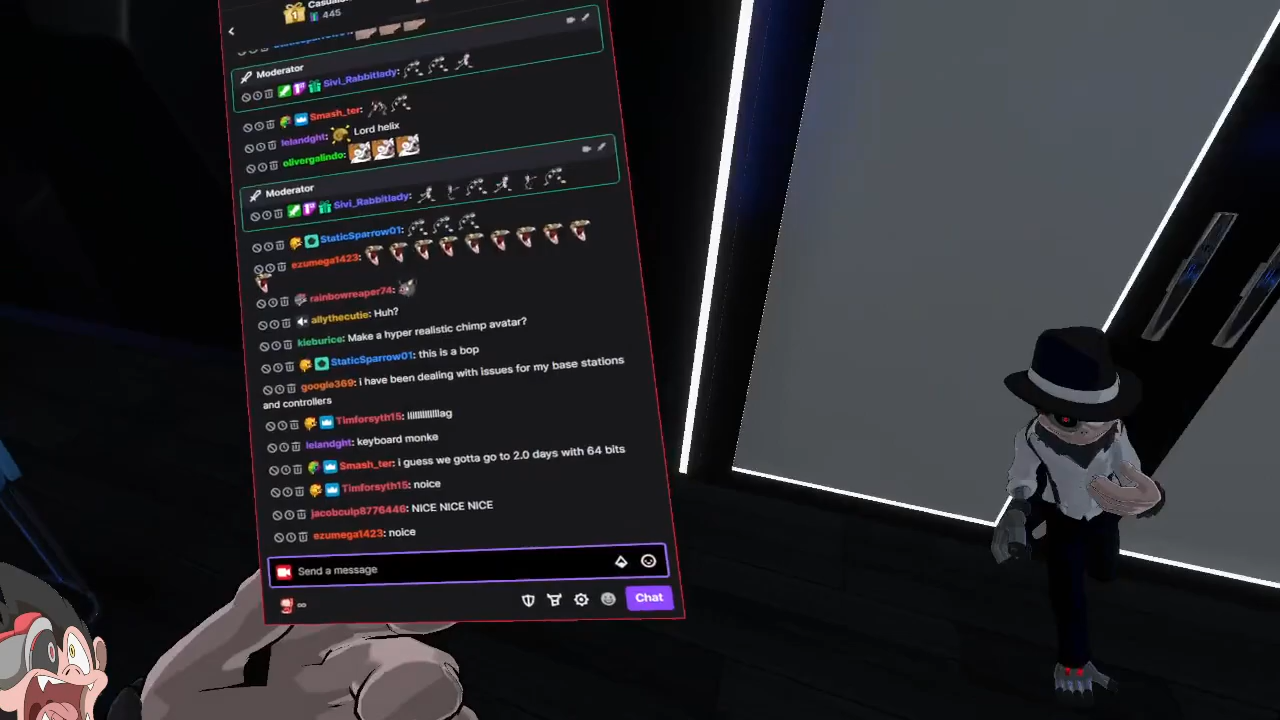 445
Moderator
Sivi_Rabbitlady:
Smash_ter:
lelandght: Lord helix
olivergalindo:
Moderator
Sivi_Rabbitlady:
StaticSparrow01:
ezumega1423:
rainbowreaper74:
allythecutie: Huh?
kieburice: Make a hyper realistic chimp avatar?
StaticSparrow01: this is a bop
google369: i have been dealing with issues for my base stations
and controllers
Timforsyth15: lllllllllllllag
lelandght: keyboard monke
Smash_ter: i guess we gotta go to 2.0 days with 64 bits
Timforsyth15: noice
jacobculp8776446: NICE NICE NICE
ezumega1423: noice
Send a message
Chat